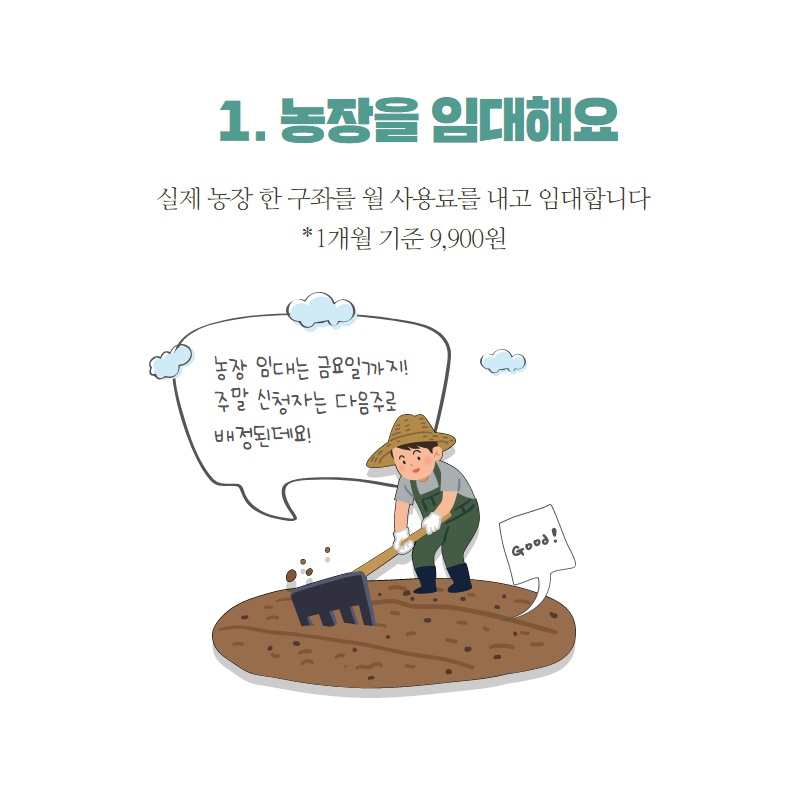 1. 농장을 임대해요
실제 농장 한 구좌를 월 사용료를 내고 임대합니다
*1개월 기준 9,900원
농장 임대는 금요일까지!
주말 신청자는 다음주로
배정된데요!
Good!